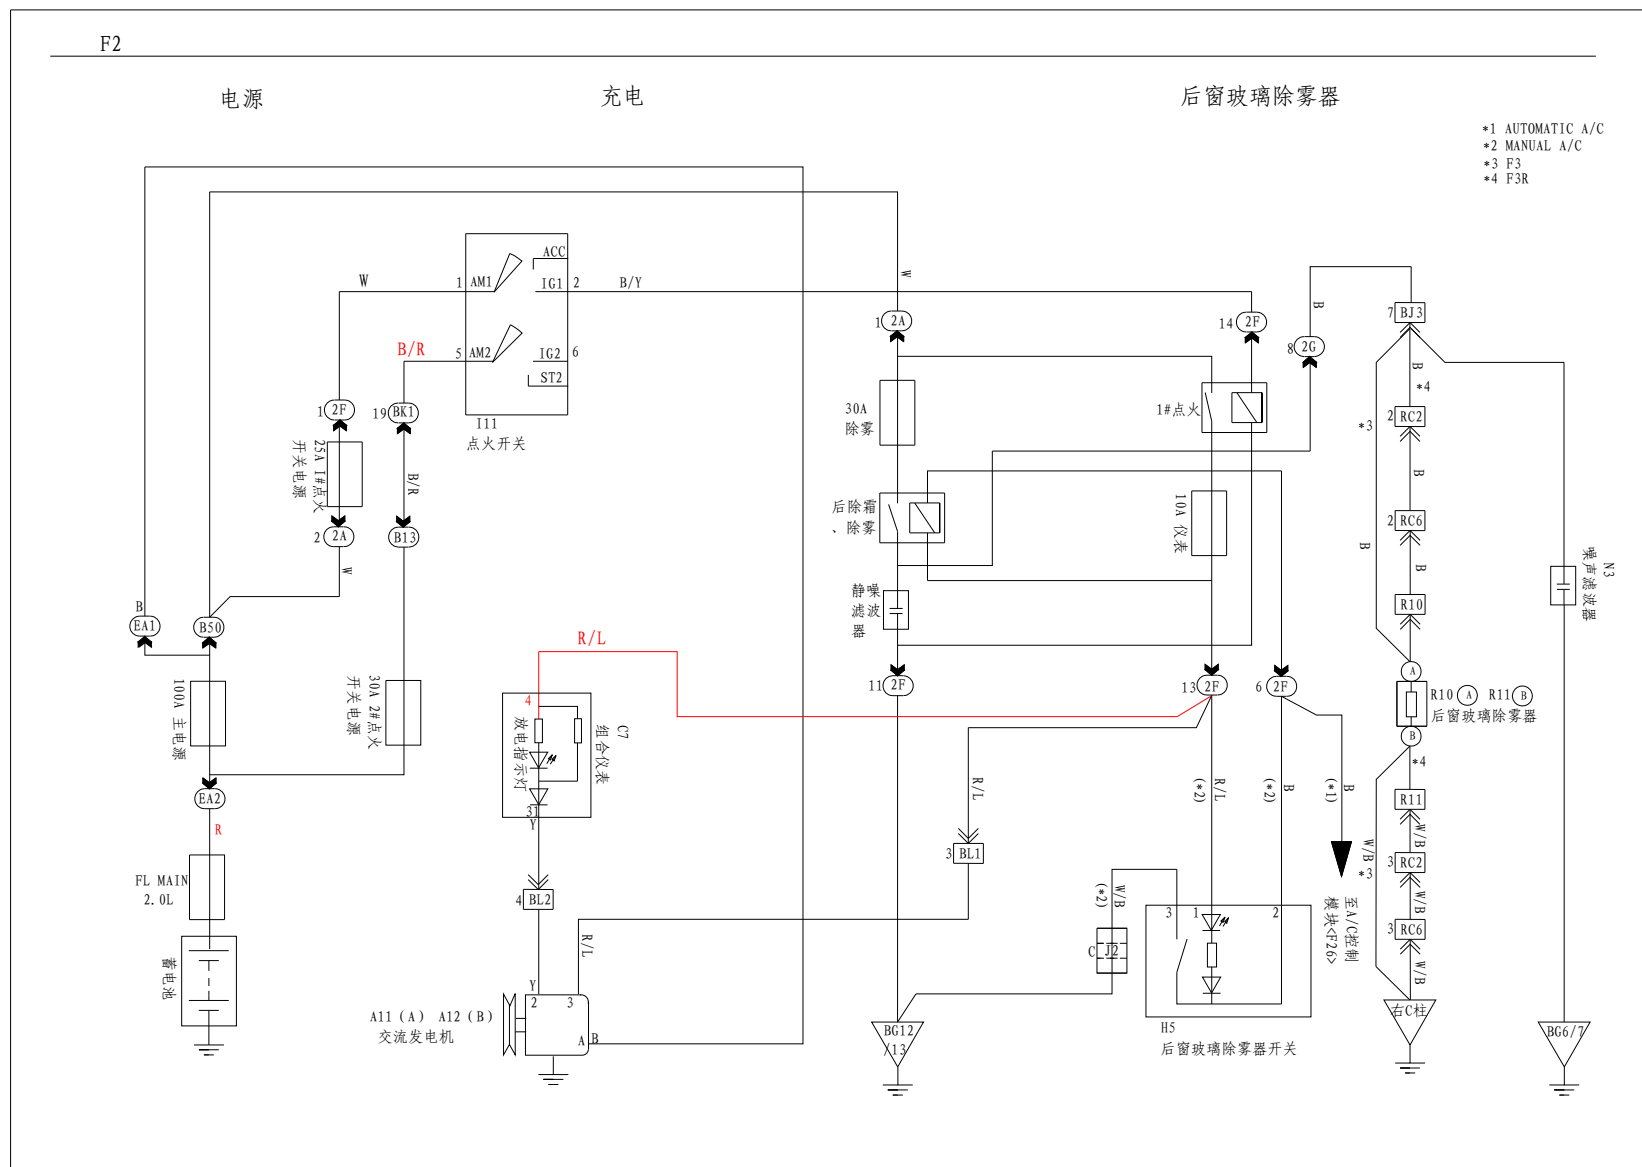 F2
电源
充电
后窗玻璃除雾器
*1 AUTOMATIC A/C
*2 MANUAL A/C
*3 F3
*4 F3R
ACC
W
1
AM1
IG1
2
B/Y
B/R
5
AM2
IG2
6
ST2
I11
点火开关
1
2F
19
BK1
25A I#点火
开关电源
B/R
2
2A
B13
W
B
EA1
B50
100A 主电源
30A 2#点火
开关电源
EA2
R
FL MAIN
2.0L
蓄电池
W
1
2A
14
2F
B
8
2G
30A
除雾
1#点火
后除霜
、除雾
10A 仪表
静噪
滤波
器
11
2F
13
2F
6
2F
R/L
4
放电指示灯
C7
组合仪表
31
Y
4
BL2
R/L
Y
2
3
A11 (A) A12 (B)
交流发电机
A
B
R/L
3
BL1
R/L
(*2)
B
(*2)
B
(*1)
W/B
(*2)
C
J2
3
1
2
至A/C控制
模块<F26>
H5
后窗玻璃除雾器开关
BG12
/13
7
BJ3
B
*4
2
RC2
*3
B
2
RC6
B
B
R10
A
R10
A
R11
B
后窗玻璃除雾器
B
*4
R11
W/B
W/B
*3
3
RC2
W/B
3
RC6
W/B
右C柱
N3
噪声滤波器
BG6/7